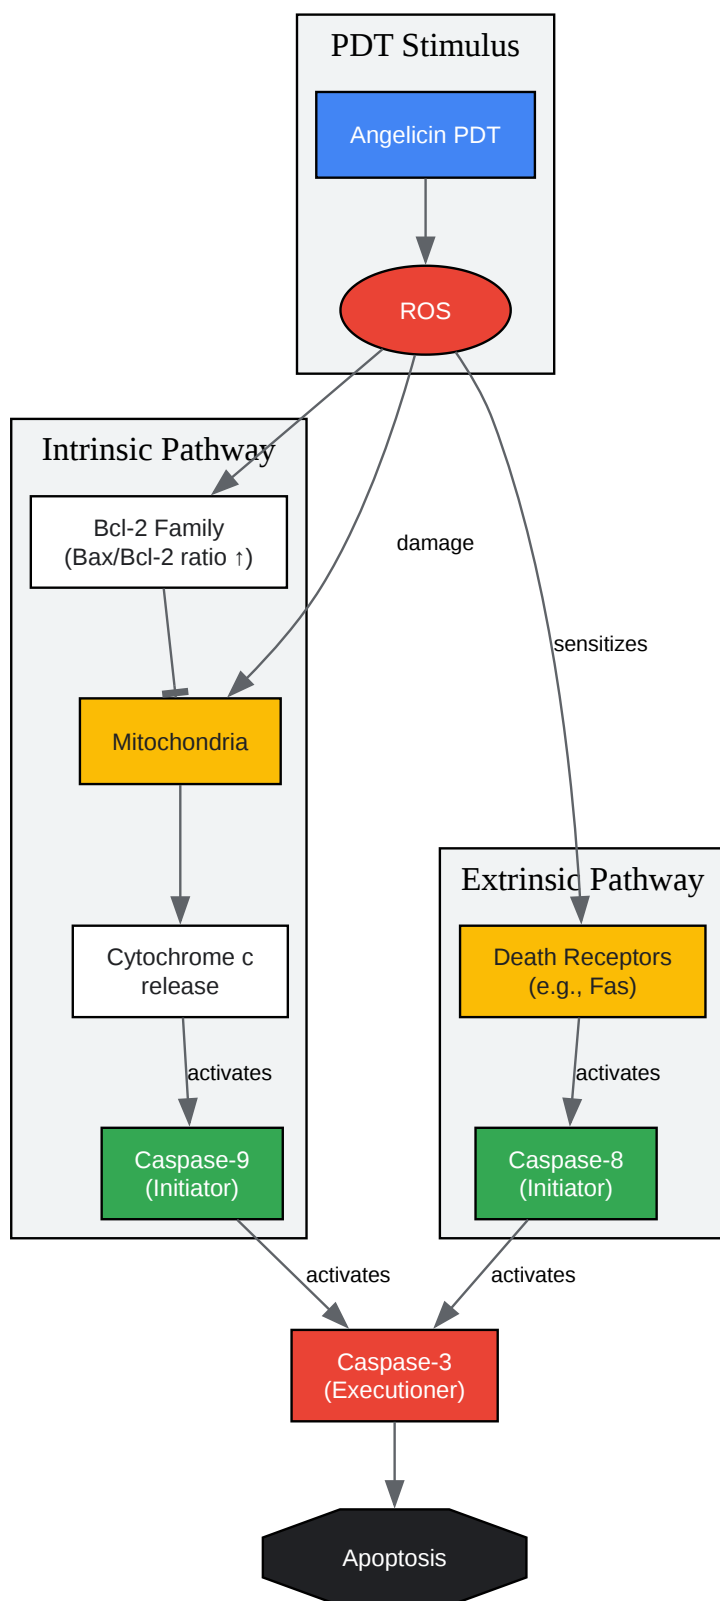 PDT Stimulus
Angelicin PDT
ROS
Intrinsic Pathway
Bcl-2 Family
(Bax/Bcl-2 ratio ↑)
damage
sensitizes
Mitochondria
Extrinsic Pathway
Cytochrome c
release
Death Receptors
(e.g., Fas)
activates
activates
Caspase-9
(Initiator)
Caspase-8
(Initiator)
activates
activates
Caspase-3
(Executioner)
Apoptosis